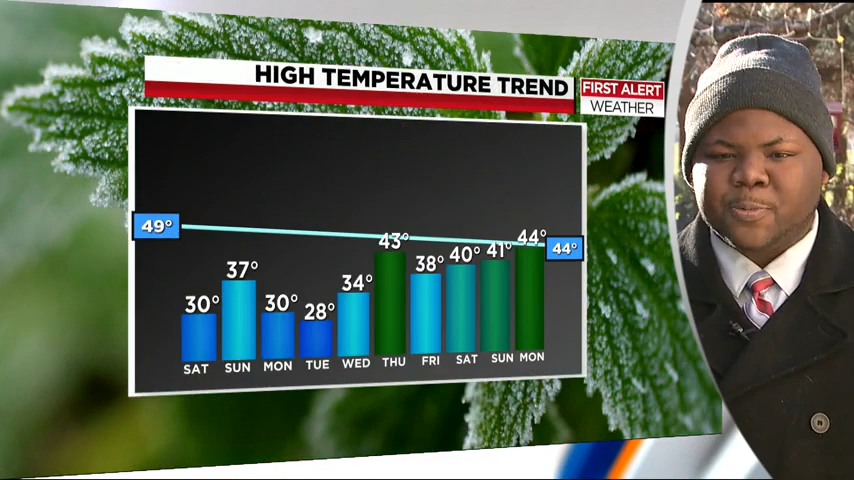 HIGH TEMPERATURE TREND
FIRST ALERT
WEATHER
49°
44°
30° 37° 30° 28° 34° 43° 38° 40° 41° 44°
SAT SUN MON TUE WED THU FRI SAT SUN MON